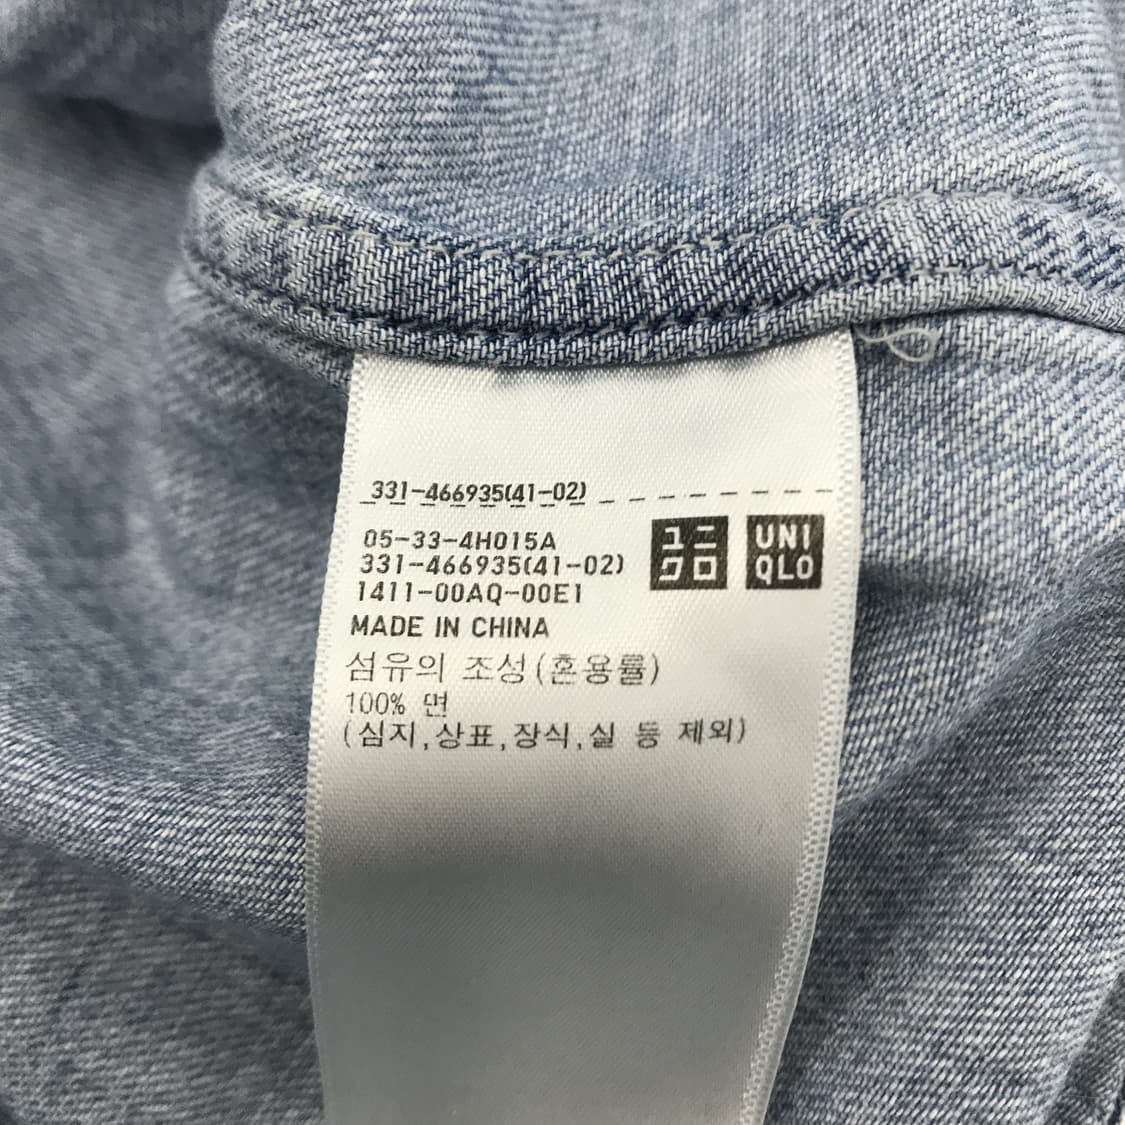 331-466935(41-02)
05-33-4H015A
331-466935(41-02)
1411-00AQ-00E1
ユニ
クロ
UNI
QLO
MADE IN CHINA
섬유의 조성(혼용률)
100% 면
(심지,상표,장식,실 등 제외)